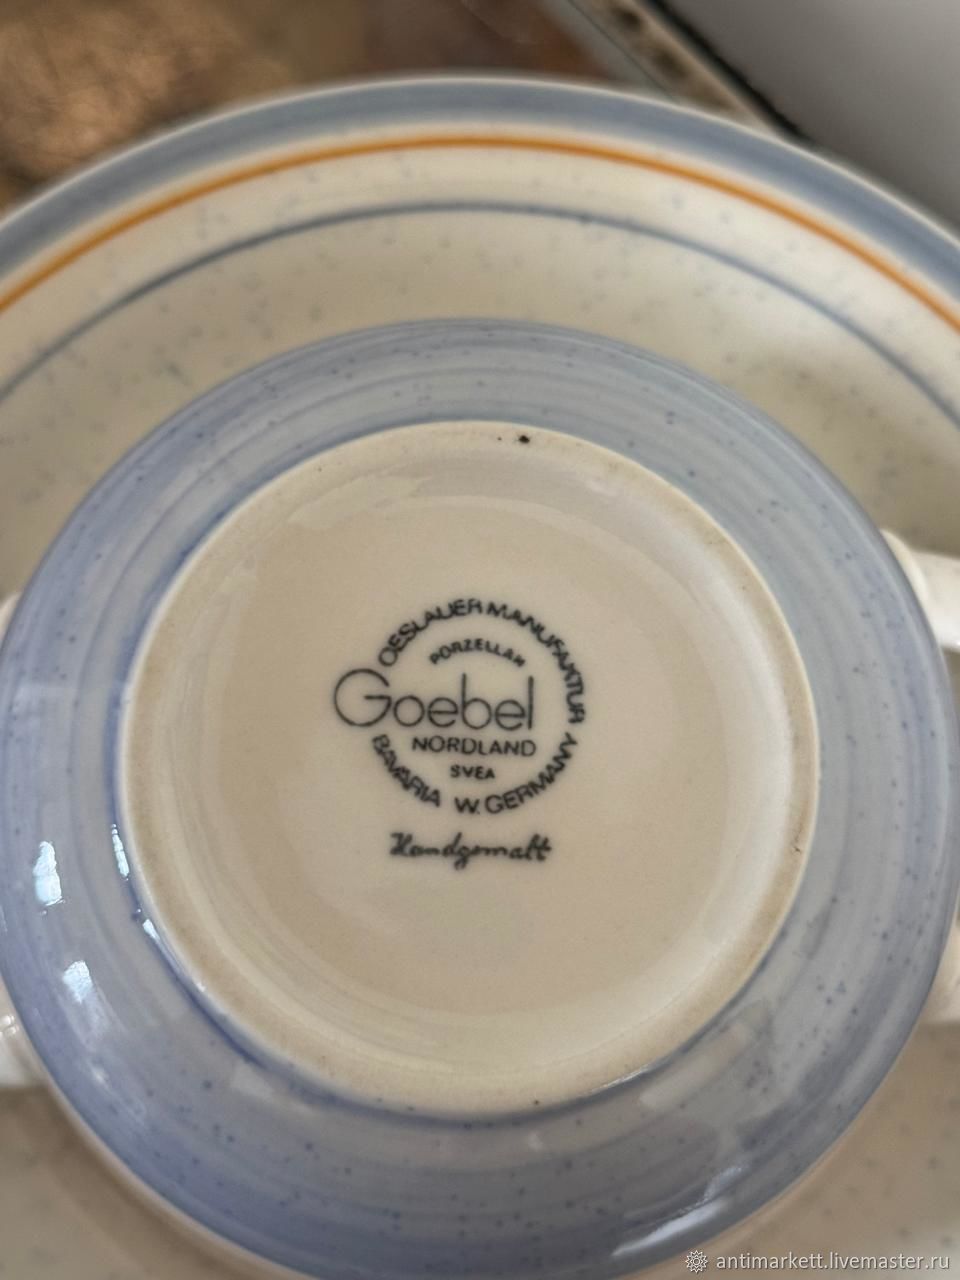 OESLAUER MANUFAKTUR
PORZELLAN
Goebel
NORDLAND
SVEA
BAVARIA W. GERMANY
Handgemalt
antimarkett.livemaster.ru